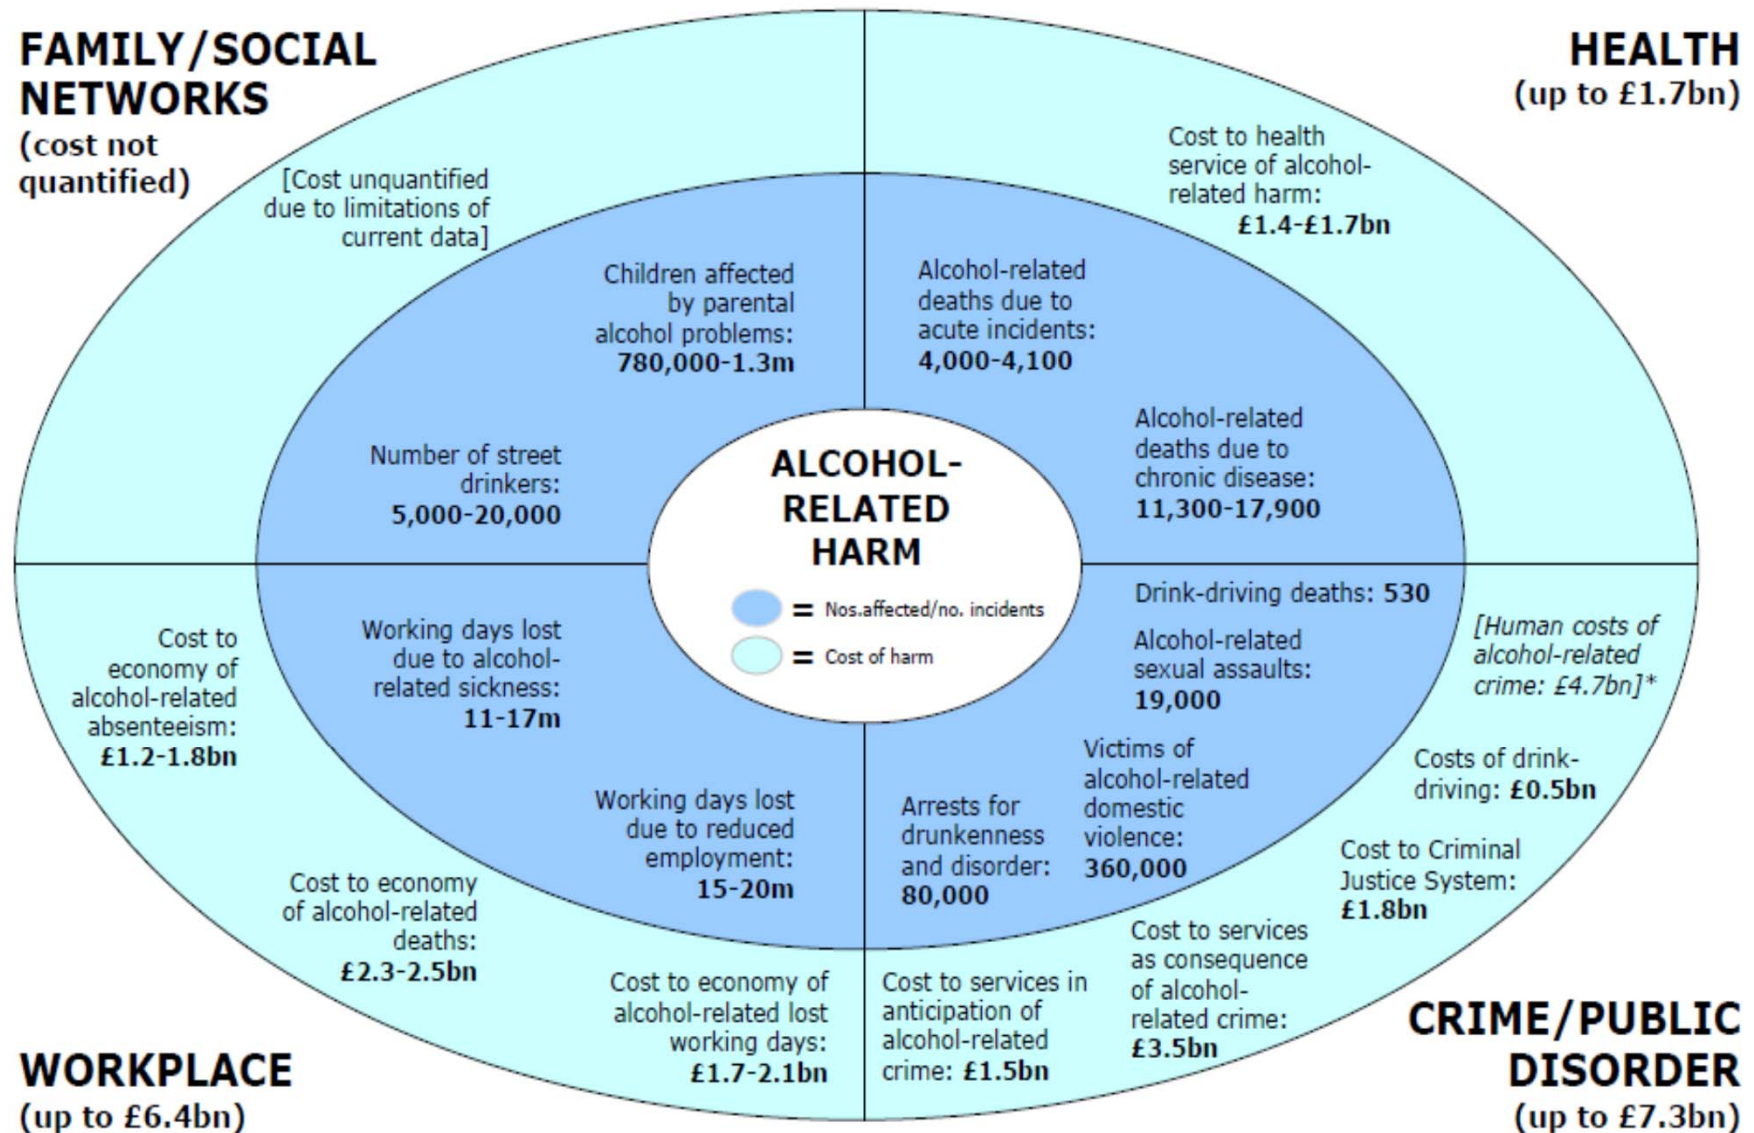 FAMILY/SOCIAL
NETWORKS
(cost not
quantified)
HEALTH
(up to £1.7bn)
[Cost unquantified
due to limitations of
current data]
Cost to health
service of alcohol-
related harm:
£1.4-£1.7bn
Children affected
by parental
alcohol problems:
780,000-1.3m
Alcohol-related
deaths due to
acute incidents:
4,000-4,100
Number of street
drinkers:
5,000-20,000
Alcohol-related
deaths due to
chronic disease:
11,300-17,900
ALCOHOL-
RELATED
HARM
= Nos.affected/no. incidents
= Cost of harm
Cost to
economy of
alcohol-related
absenteeism:
£1.2-1.8bn
Working days lost
due to alcohol-
related sickness:
11-17m
Working days lost
due to reduced
employment:
15-20m
Cost to economy
of alcohol-related
deaths:
£2.3-2.5bn
Cost to economy of
alcohol-related lost
working days:
£1.7-2.1bn
Drink-driving deaths: 530
Alcohol-related
sexual assaults:
19,000
Victims of
alcohol-related
domestic
violence:
360,000
Arrests for
drunkenness
and disorder:
80,000
[Human costs of
alcohol-related
crime: £4.7bn]*
Costs of drink-
driving: £0.5bn
Cost to Criminal
Justice System:
£1.8bn
Cost to services
as consequence
of alcohol-
related crime:
£3.5bn
Cost to services in
anticipation of
alcohol-related
crime: £1.5bn
WORKPLACE
(up to £6.4bn)
CRIME/PUBLIC
DISORDER
(up to £7.3bn)